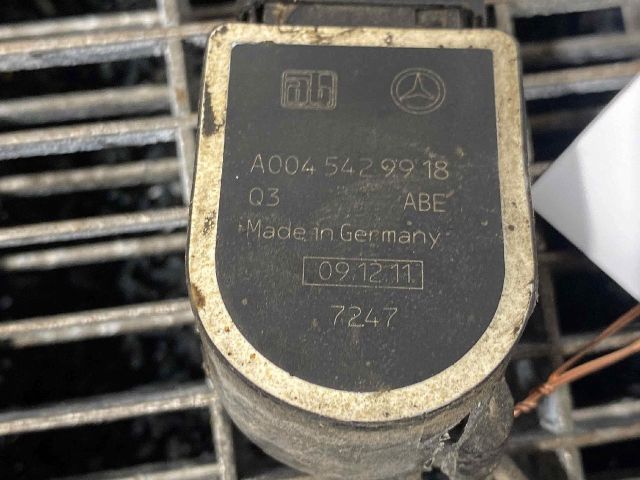 A004 542 99 18
Q3 ABE
Made in Germany
09.12.11
7247